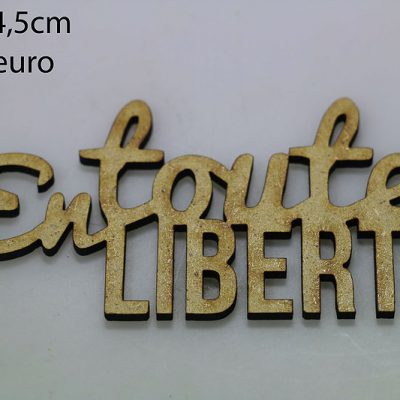 4,5cm
euro
En toute
LIBERT